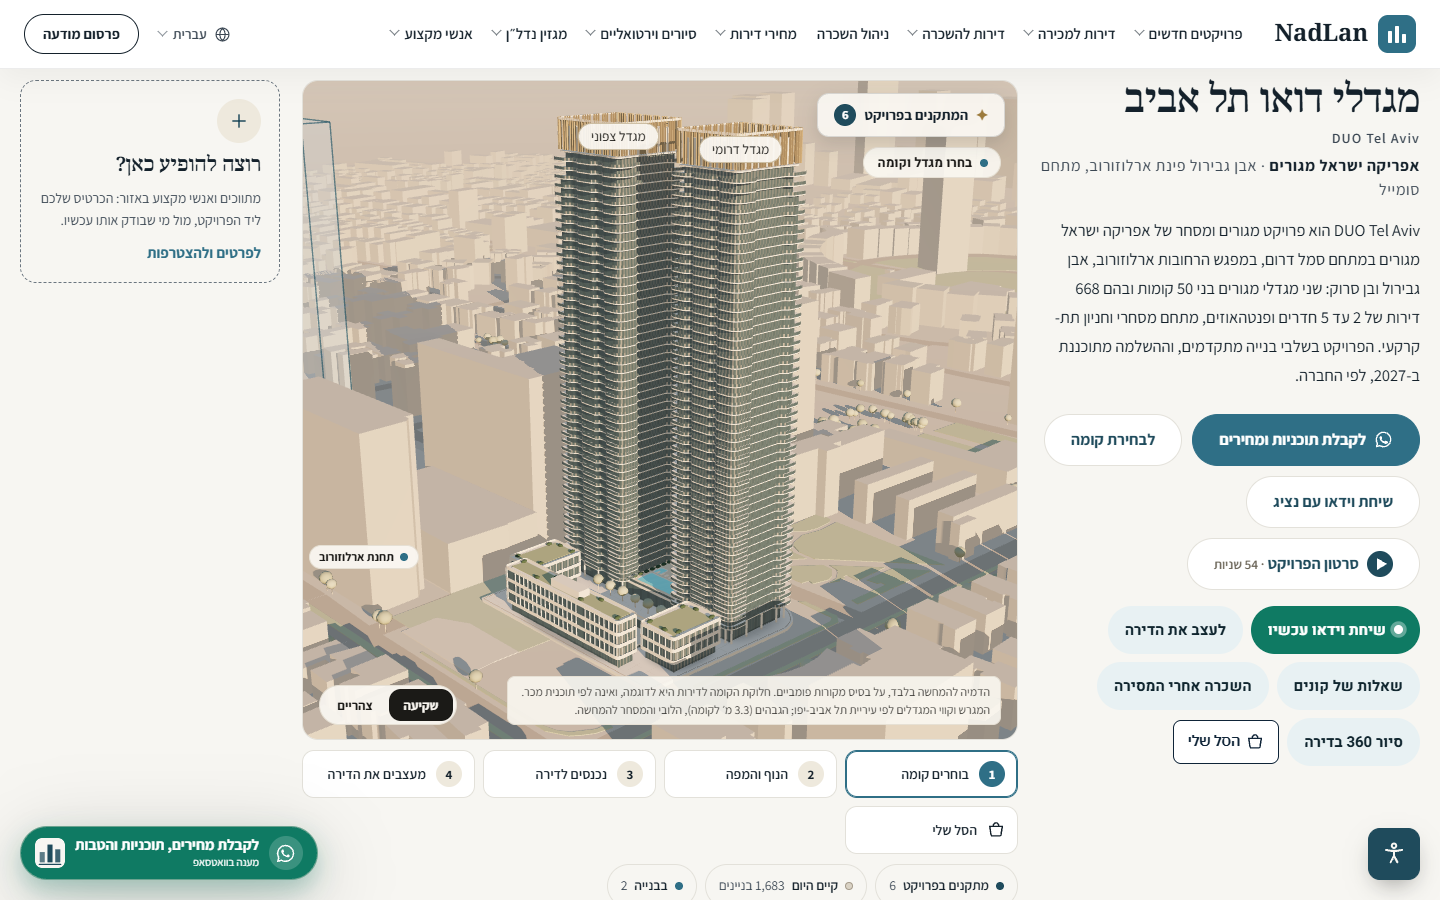 NadLan
פרויקטים חדשים
דירות למכירה
דירות להשכרה
ניהול השכרה
מחירי דירות
סיורים וירטואליים
מגזין נדל״ן
אנשי מקצוע
עברית
פרסום מודעה
מגדלי דואו תל אביב
DUO Tel Aviv
אפריקה ישראל מגורים · אבן גבירול פינת ארלוזורוב, מתחם
סומייל
DUO Tel Aviv הוא פרויקט מגורים ומסחר של אפריקה ישראל
מגורים במתחם סמל דרום, במפגש הרחובות ארלוזורוב, אבן
גבירול ובן סרוק: שני מגדלי מגורים בני 50 קומות ובהם 668
דירות של 2 עד 5 חדרים ופנטהאוזים, מתחם מסחרי וחניון תת-
קרקעי. הפרויקט בשלבי בנייה מתקדמים, וההשלמה מתוכננת
ב-2027, לפי החברה.
לקבלת תוכניות ומחירים
לבחירת קומה
שיחת וידאו עם נציג
סרטון הפרויקט · 54 שניות
שיחת וידאו עכשיו
לעצב את הדירה
שאלות של קונים
השכרה אחרי המסירה
סיור 360 בדירה
הסל שלי
המתקנים בפרויקט 6
בחרו מגדל וקומה
מגדל צפוני
מגדל דרומי
תחנת ארלוזורוב
הדמיה להמחשה בלבד, על בסיס מקורות פומביים. חלוקת הקומה לדירות היא לדוגמה, ואינה לפי תוכנית מכר.
המגרש וקווי המגדלים לפי עיריית תל אביב-יפו; הגבהים (3.3 מ׳ לקומה), הלובי והמסחר להמחשה.
שקיעה
צהריים
1 בוחרים קומה
2 הנוף והמפה
3 נכנסים לדירה
4 מעצבים את הדירה
הסל שלי
מתקנים בפרויקט 6
קיים היום 1,683 בניינים
בבנייה 2
רוצה להופיע כאן?
מתווכים ואנשי מקצוע באזור: הכרטיס שלכם
ליד הפרויקט, מול מי שבודק אותו עכשיו.
לפרטים ולהצטרפות
לקבלת מחירים, תוכניות והטבות
מענה בוואטסאפ